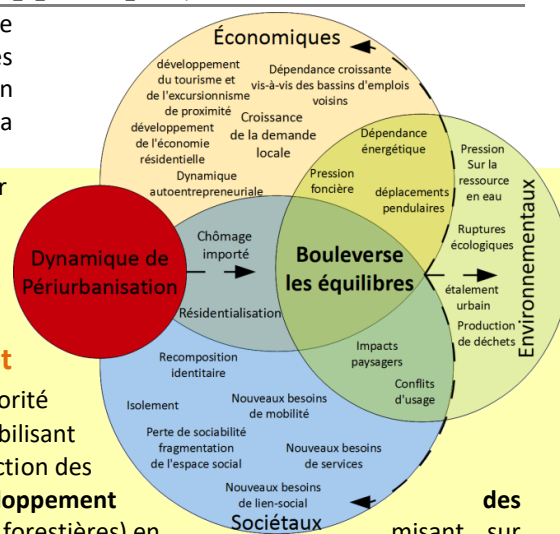 e
es
n
a
r
t
orité
bilisant
ction des
loppement
forestières) en
des
misant sur
Économiques
développement
du tourisme et
de l'excursionnisme
de proximité
développement
de l'économie
résidentielle
Dynamique
autoentrepreneuriale
Dépendance croissante
vis-à-vis des bassins d'emplois
voisins
Croissance
de la demande
locale
Dépendance
énergétique
Pression
foncière
déplacements
pendulaires
Pression
Sur la
ressource
en eau
Ruptures
écologiques
étalement
urbain
Production
de déchets
Environnementaux
Dynamique de
Périurbanisation
Chômage
importé
Résidentialisation
Bouleverse
les équilibres
Impacts
paysagers
Conflits
d'usage
Recomposition
identitaire
Isolement
Nouveaux besoins
de mobilité
Perte de sociabilité
fragmentation
de l'espace social
Nouveaux besoins
de services
Nouveaux besoins
de lien-social
Sociétaux